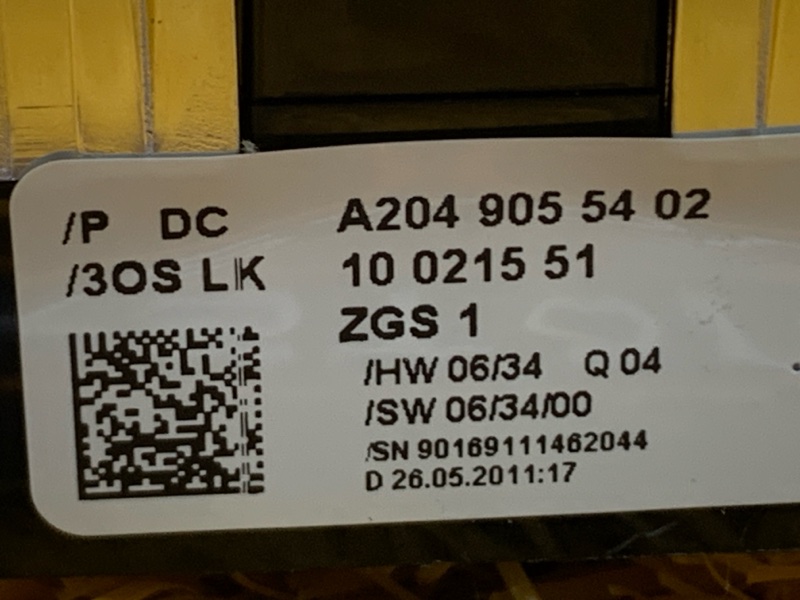 /P DC A204 905 54 02
/3OS LK 10 0215 51
ZGS 1
/HW 06/34 Q 04
/SW 06/34/00
/SN 90169111462044
D 26.05.2011:17